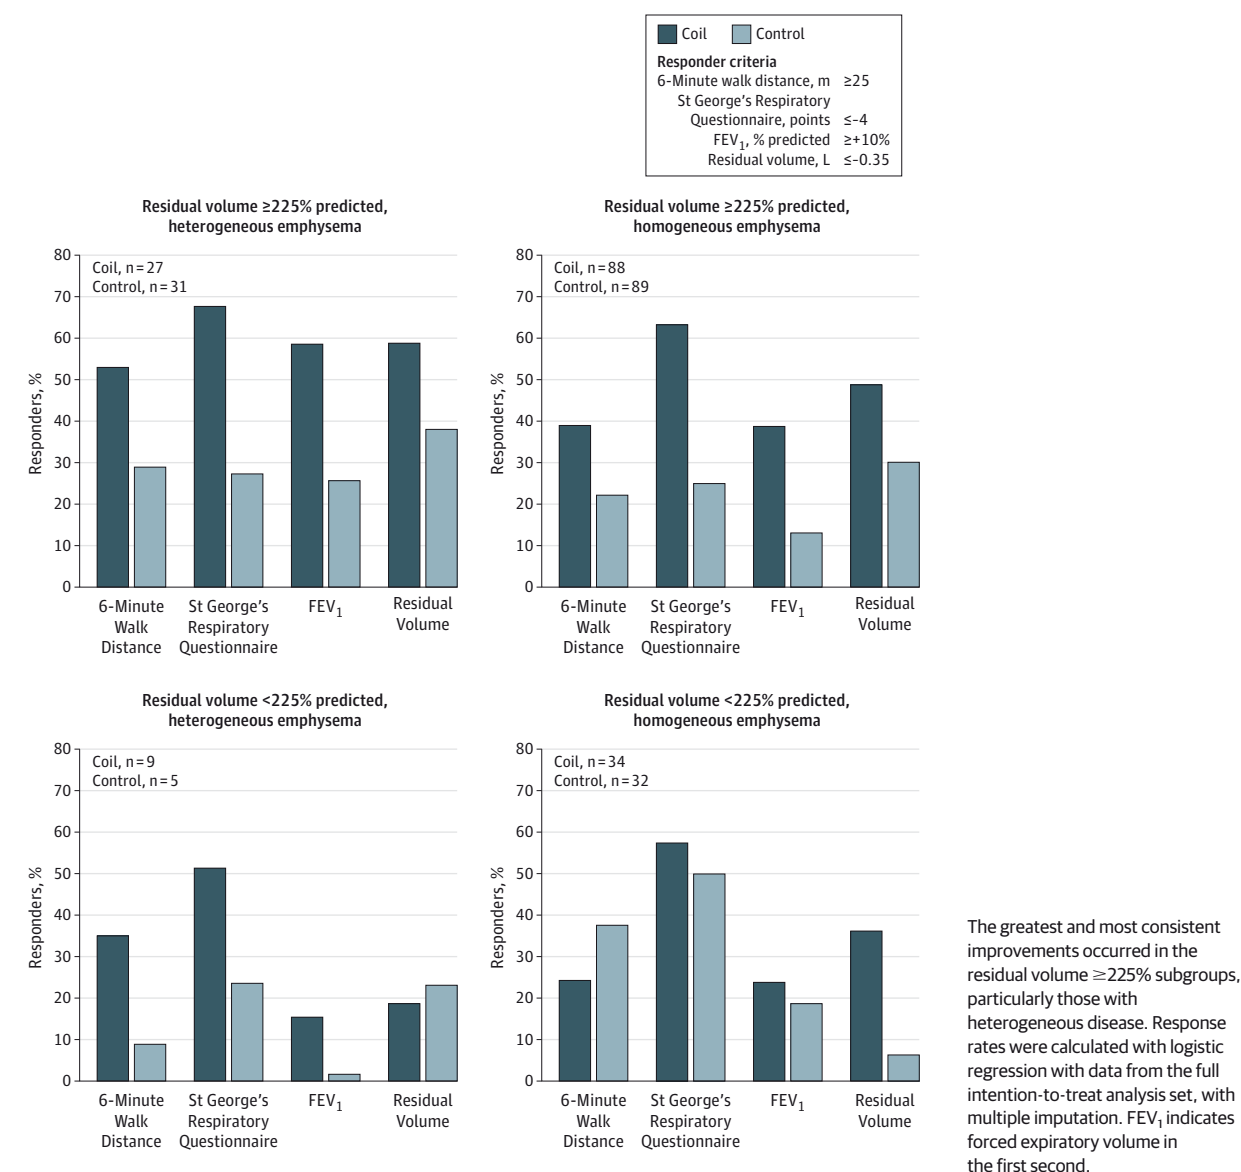 Coil Control
Responder criteria
6-Minute walk distance, m ≥25
St George's Respiratory
Questionnaire, points ≤-4
FEV1, % predicted ≥+10%
Residual volume, L ≤-0.35
Residual volume ≥225% predicted,
heterogeneous emphysema
80
70
60
50
40
30
20
10
0
Responders, %
Coil, n=27
Control, n=31
6-Minute
Walk
Distance
St George's
Respiratory
Questionnaire
FEV1
Residual
Volume
Residual volume ≥225% predicted,
homogeneous emphysema
80
70
60
50
40
30
20
10
0
Responders, %
Coil, n=88
Control, n=89
6-Minute
Walk
Distance
St George's
Respiratory
Questionnaire
FEV1
Residual
Volume
Residual volume <225% predicted,
heterogeneous emphysema
80
70
60
50
40
30
20
10
0
Responders, %
Coil, n=9
Control, n=5
6-Minute
Walk
Distance
St George's
Respiratory
Questionnaire
FEV1
Residual
Volume
Residual volume <225% predicted,
homogeneous emphysema
80
70
60
50
40
30
20
10
0
Responders, %
Coil, n=34
Control, n=32
6-Minute
Walk
Distance
St George's
Respiratory
Questionnaire
FEV1
Residual
Volume
The greatest and most consistent
improvements occurred in the
residual volume ≥225% subgroups,
particularly those with
heterogeneous disease. Response
rates were calculated with logistic
regression with data from the full
intention-to-treat analysis set, with
multiple imputation. FEV1 indicates
forced expiratory volume in
the first second.